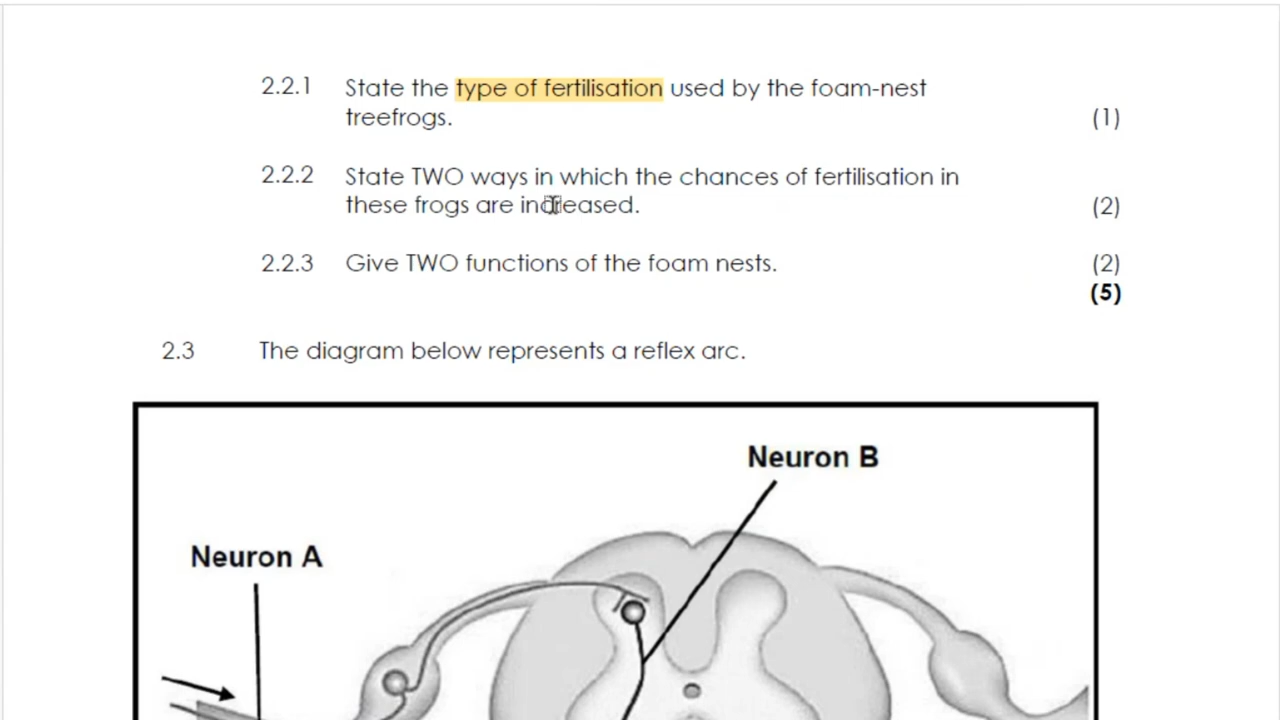 2.2.1 State the type of fertilisation used by the foam-nest
treefrogs. (1)
2.2.2 State TWO ways in which the chances of fertilisation in
these frogs are increased. (2)
2.2.3 Give TWO functions of the foam nests. (2)
(5)
2.3 The diagram below represents a reflex arc.
Neuron B
Neuron A